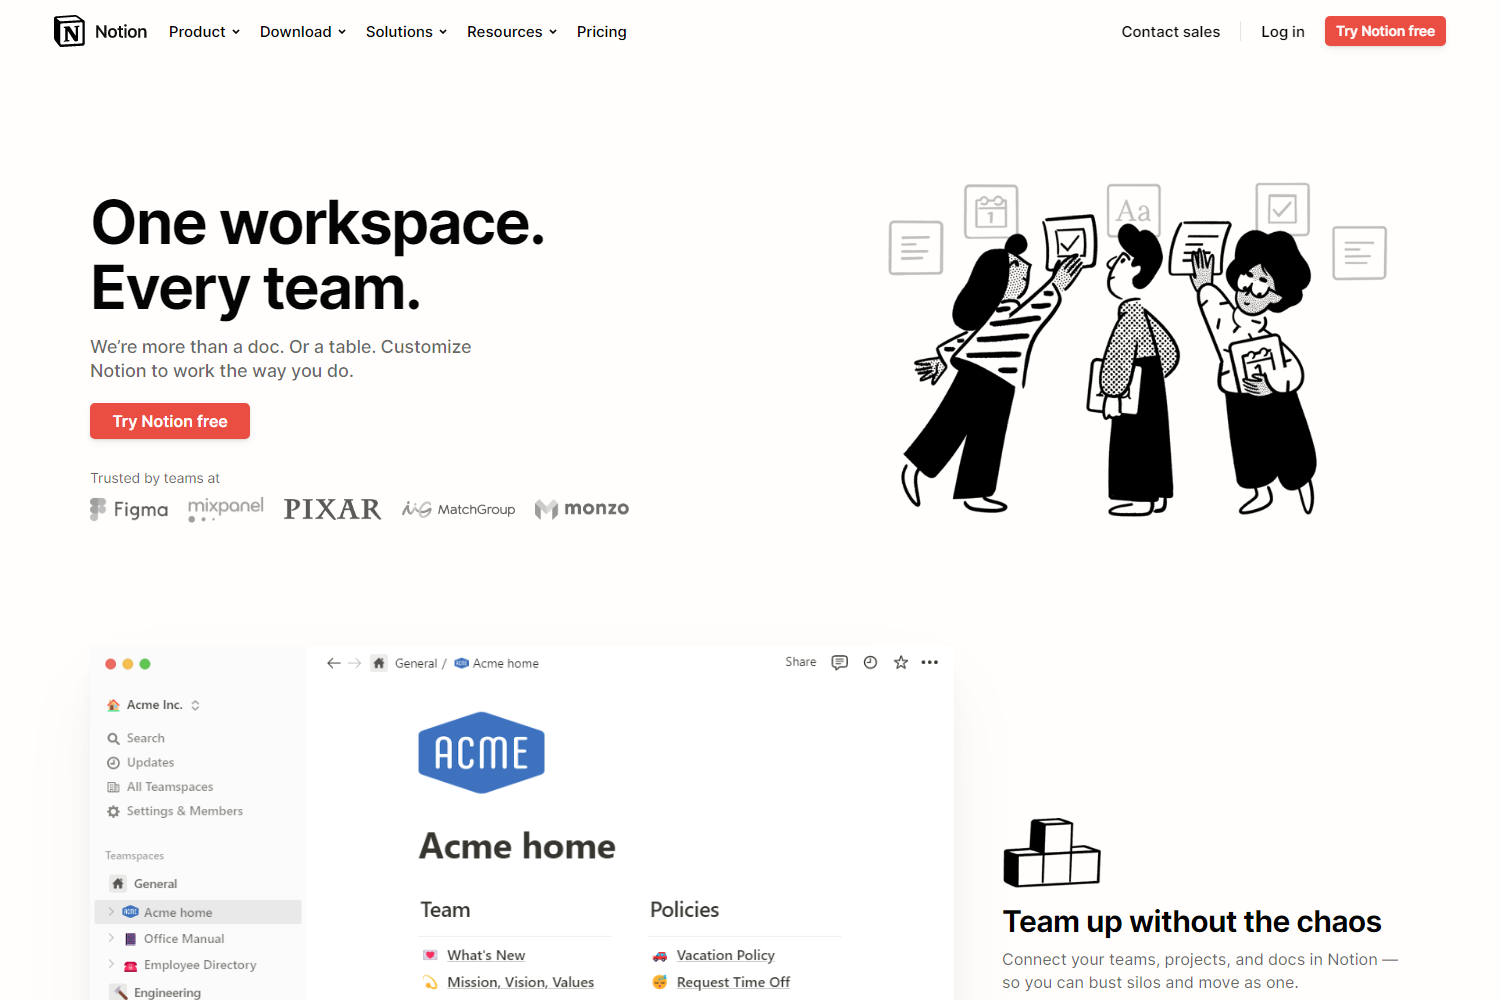 Notion
Product
Download
Solutions
Resources
Pricing
Contact sales
Log in
Try Notion free
One workspace.
Every team.
We’re more than a doc. Or a table. Customize
Notion to work the way you do.
Try Notion free
Trusted by teams at
Figma
mixpanel
PIXAR
MatchGroup
monzo
1
Aa
1
General / Acme home
Share
Acme Inc.
Search
Updates
All Teamspaces
Settings & Members
Teamspaces
General
Acme home
Office Manual
Employee Directory
Engineering
ACME
Acme home
Team
What's New
Mission, Vision, Values
Policies
Vacation Policy
Request Time Off
Team up without the chaos
Connect your teams, projects, and docs in Notion —
so you can bust silos and move as one.